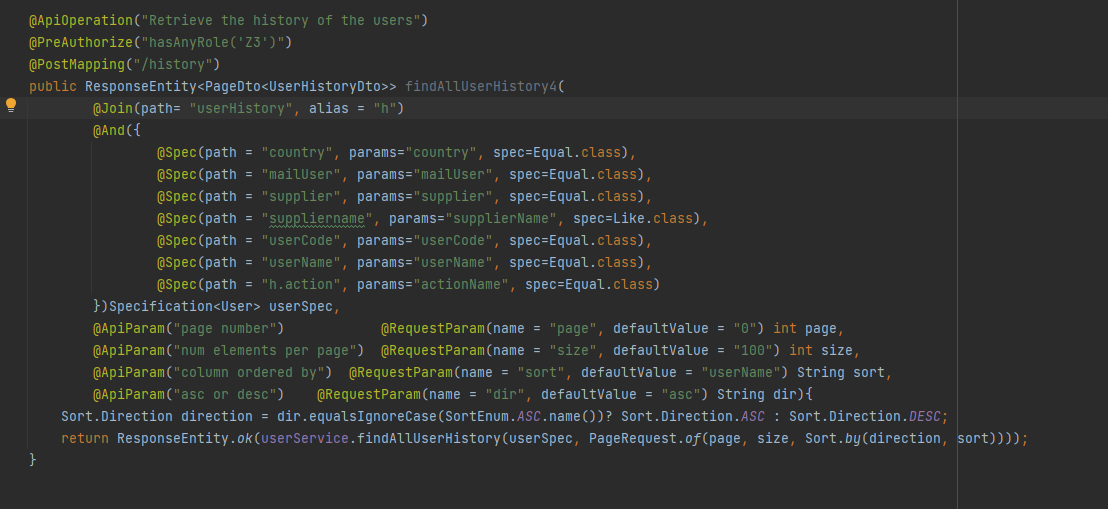 @ApiOperation("Retrieve the history of the users")
@PreAuthorize("hasAnyRole('Z3')")
@PostMapping("/history")
public ResponseEntity<PageDto<UserHistoryDto>> findAllUserHistory4(
@Join(path= "userHistory", alias = "h")
@And({
@Spec(path = "country", params="country", spec=Equal.class),
@Spec(path = "mailUser", params="mailUser", spec=Equal.class),
@Spec(path = "supplier", params="supplier", spec=Equal.class),
@Spec(path = "suppliername", params="supplierName", spec=Like.class),
@Spec(path = "userCode", params="userCode", spec=Equal.class),
@Spec(path = "userName", params="userName", spec=Equal.class),
@Spec(path = "h.action", params="actionName", spec=Equal.class)
})Specification<User> userSpec,
@ApiParam("page number") @RequestParam(name = "page", defaultValue = "0") int page,
@ApiParam("num elements per page") @RequestParam(name = "size", defaultValue = "100") int size,
@ApiParam("column ordered by") @RequestParam(name = "sort", defaultValue = "userName") String sort,
@ApiParam("asc or desc") @RequestParam(name = "dir", defaultValue = "asc") String dir){
Sort.Direction direction = dir.equalsIgnoreCase(SortEnum.ASC.name())? Sort.Direction.ASC : Sort.Direction.DESC;
return ResponseEntity.ok(userService.findAllUserHistory(userSpec, PageRequest.of(page, size, Sort.by(direction, sort))));
}